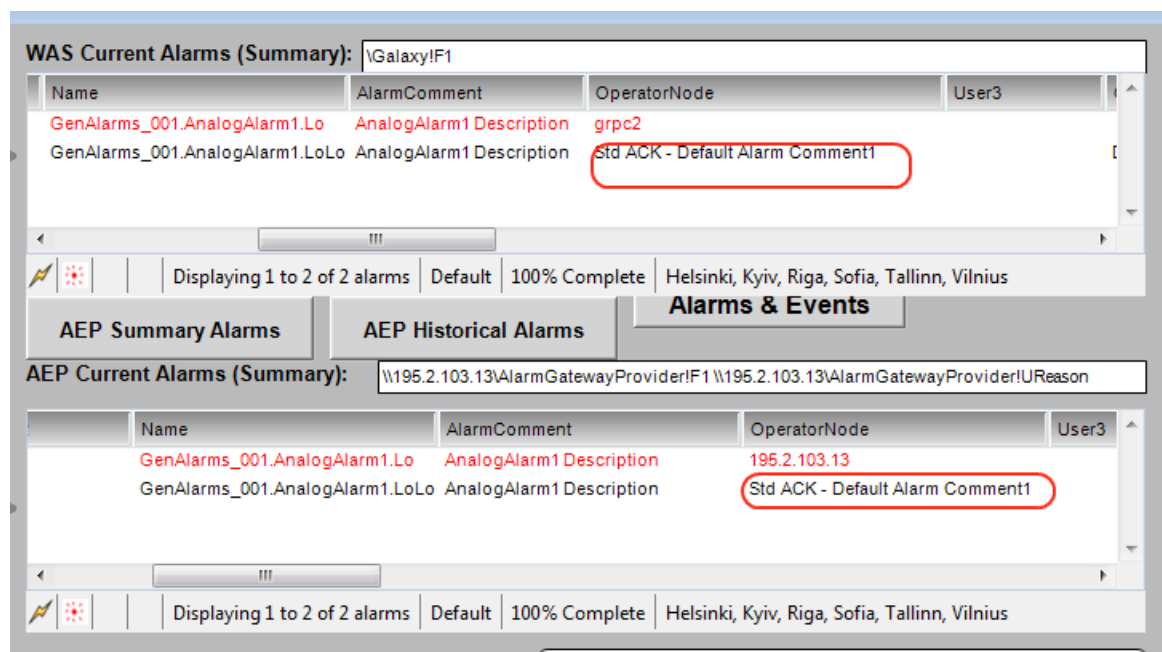 WAS Current Alarms (Summary): \Galaxy!F1
Name AlarmComment OperatorNode User3
GenAlarms_001.AnalogAlarm1.Lo AnalogAlarm1 Description grpc2
GenAlarms_001.AnalogAlarm1.LoLo AnalogAlarm1 Description Std ACK - Default Alarm Comment1
Displaying 1 to 2 of 2 alarms Default 100% Complete Helsinki, Kyiv, Riga, Sofia, Tallinn, Vilnius
AEP Summary Alarms AEP Historical Alarms Alarms & Events
AEP Current Alarms (Summary): \\195.2.103.13\AlarmGatewayProvider!F1 \\195.2.103.13\AlarmGatewayProvider!UReason
Name AlarmComment OperatorNode User3
GenAlarms_001.AnalogAlarm1.Lo AnalogAlarm1 Description 195.2.103.13
GenAlarms_001.AnalogAlarm1.LoLo AnalogAlarm1 Description Std ACK - Default Alarm Comment1
Displaying 1 to 2 of 2 alarms Default 100% Complete Helsinki, Kyiv, Riga, Sofia, Tallinn, Vilnius